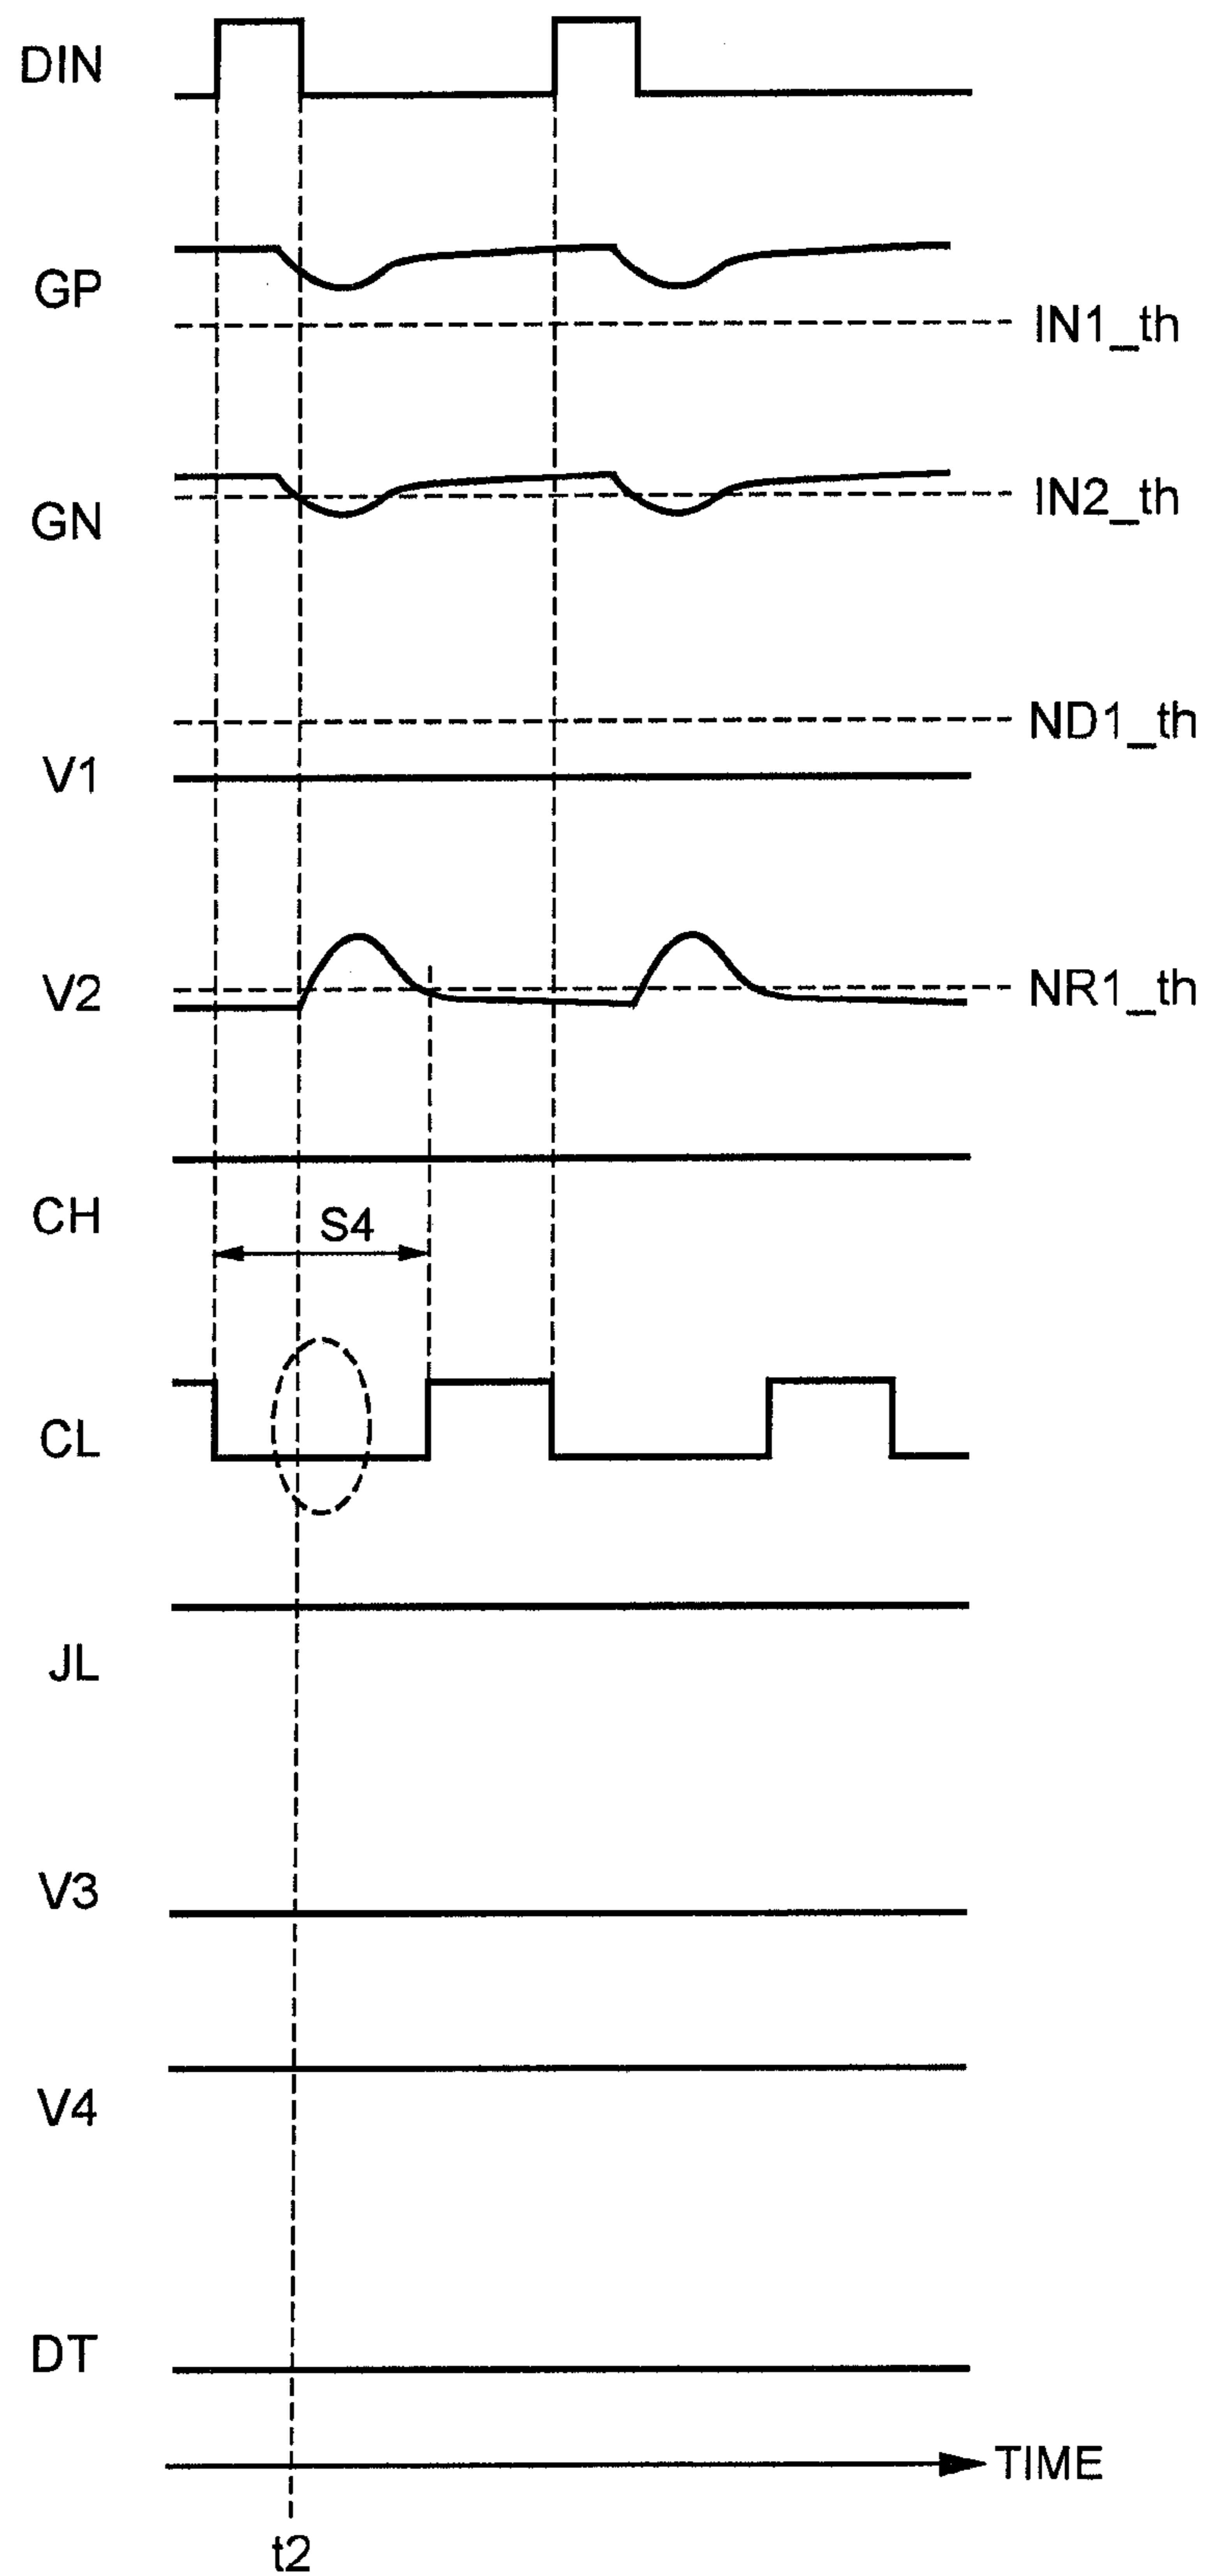 DIN
GP
IN1_th
GN
IN2_th
ND1_th
V1
V2
NR1_th
CH
S4
CL
JL
V3
V4
DT
TIME
t2